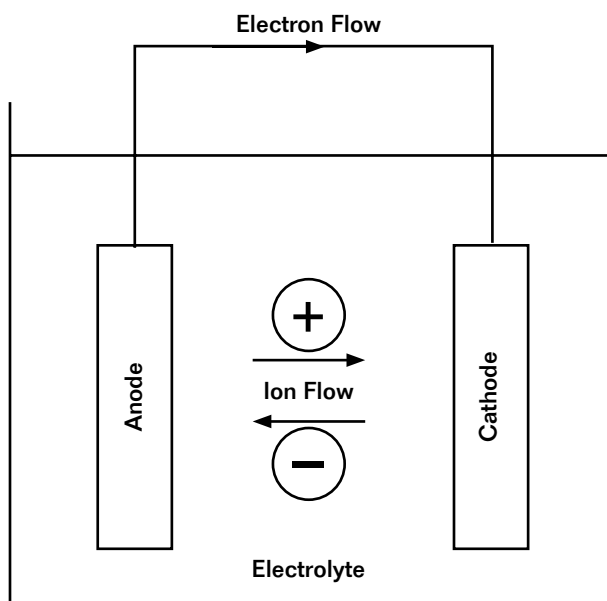 Electron Flow
+
Ion Flow
−
Anode
Cathode
Electrolyte